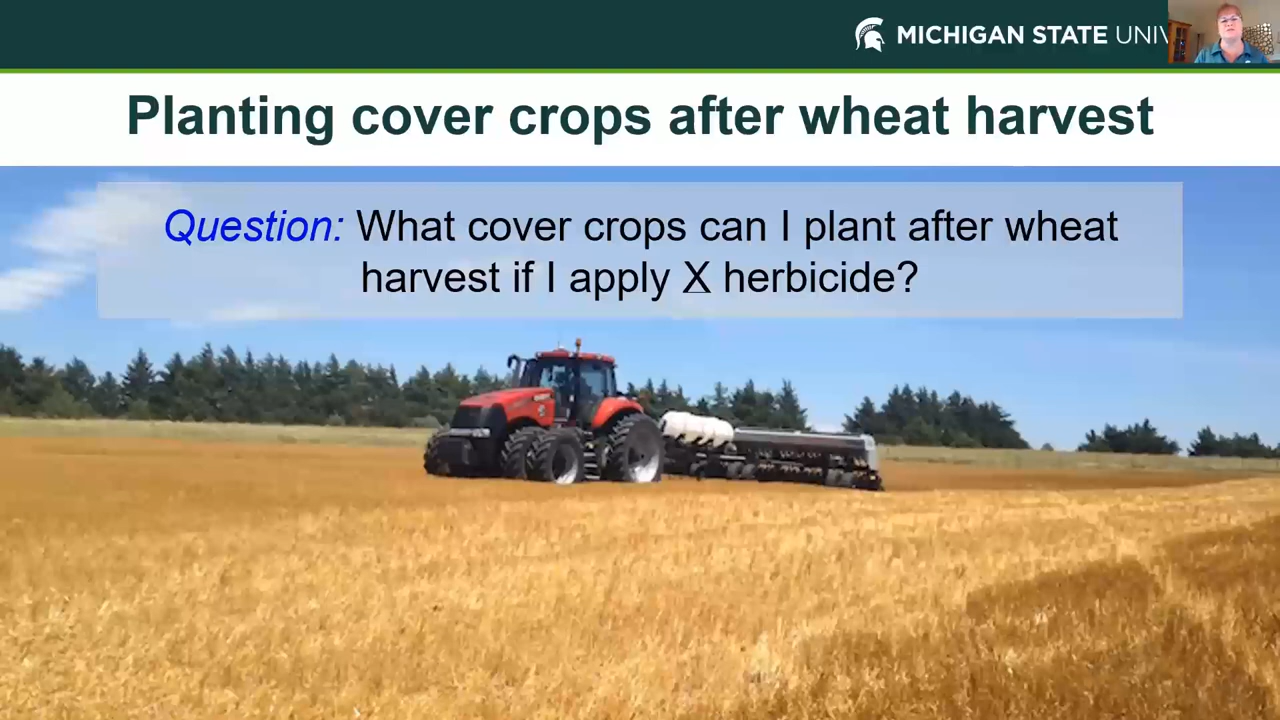 MICHIGAN STATE UNIV
Planting cover crops after wheat harvest
Question: What cover crops can I plant after wheat
harvest if I apply X herbicide?